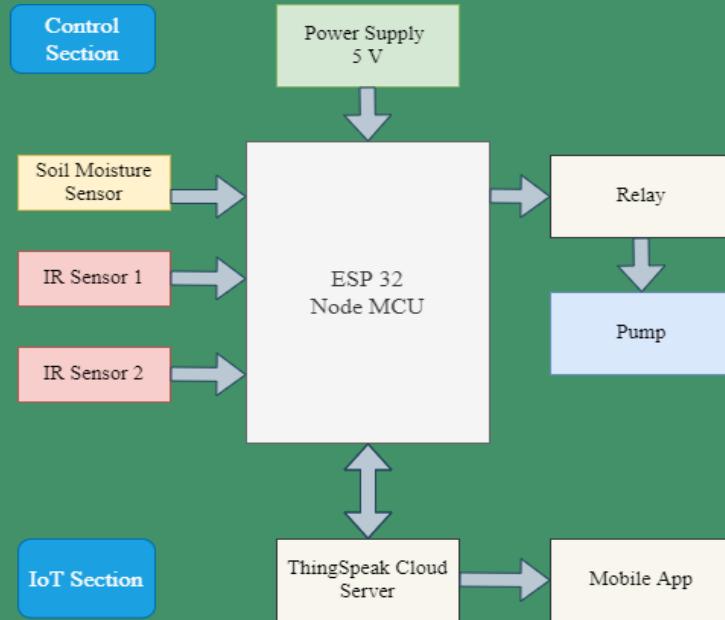 Control
Section
Power Supply
5 V
Soil Moisture
Sensor
Relay
IR Sensor 1
ESP 32
Node MCU
Pump
IR Sensor 2
IoT Section
ThingSpeak Cloud
Server
Mobile App